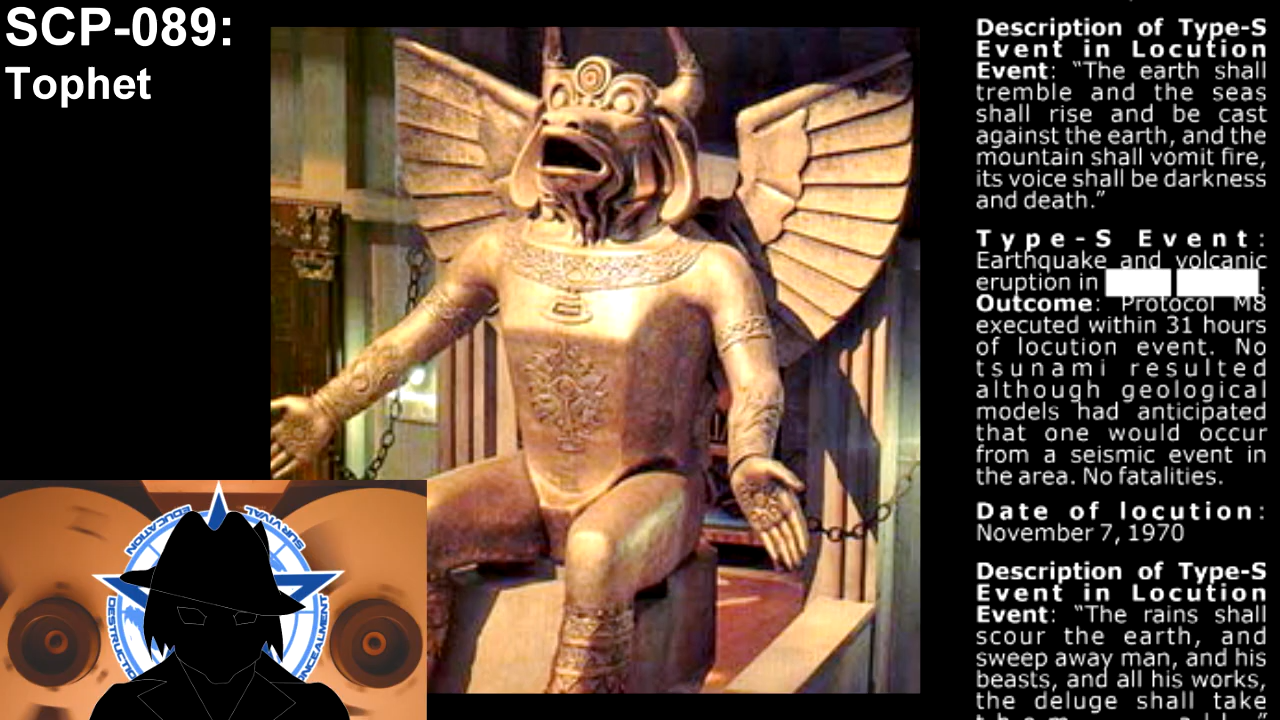 SCP-089:
Tophet
Description of Type-S
Event in Locution
Event: “The earth shall
tremble and the seas
shall rise and be cast
against the earth, and the
mountain shall vomit fire,
its voice shall be darkness
and death.”
Type-S Event:
Earthquake and volcanic
eruption in
Outcome: Protocol M8
executed within 31 hours
of locution event. No
tsunami resulted
although geological
models had anticipated
that one would occur
from a seismic event in
the area. No fatalities.
Date of locution:
November 7, 1970
Description of Type-S
Event in Locution
Event: “The rains shall
scour the earth, and
sweep away man, and his
beasts, and all his works,
the deluge shall take
EDUCATION
SURVIVAL